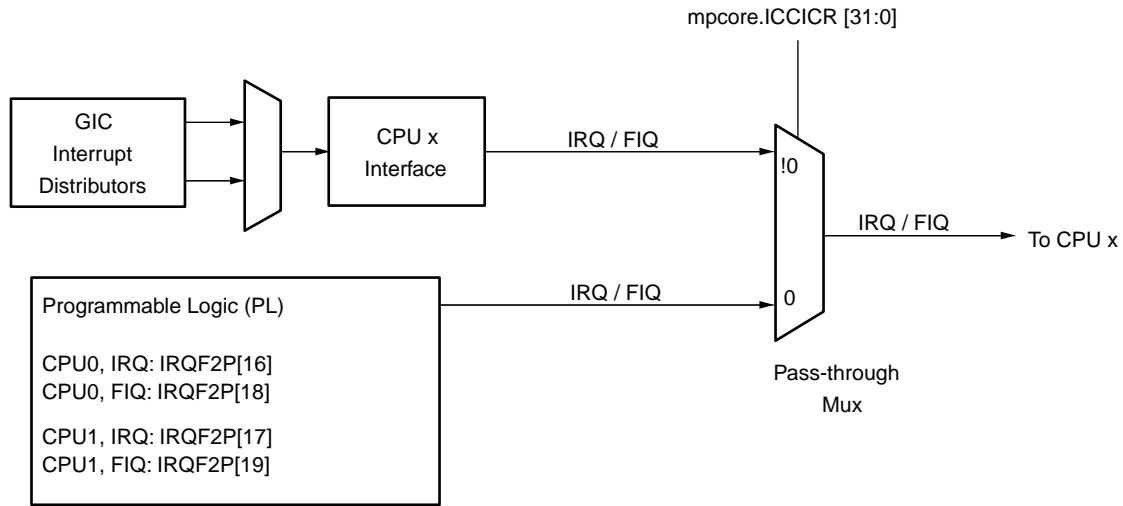 mpcore.ICCICR [31:0]
GIC
Interrupt
Distributors
CPU x
Interface
IRQ / FIQ
!0
IRQ / FIQ
To CPU x
Programmable Logic (PL)
IRQ / FIQ
0
CPU0, IRQ: IRQF2P[16]
CPU0, FIQ: IRQF2P[18]
CPU1, IRQ: IRQF2P[17]
CPU1, FIQ: IRQF2P[19]
Pass-through
Mux